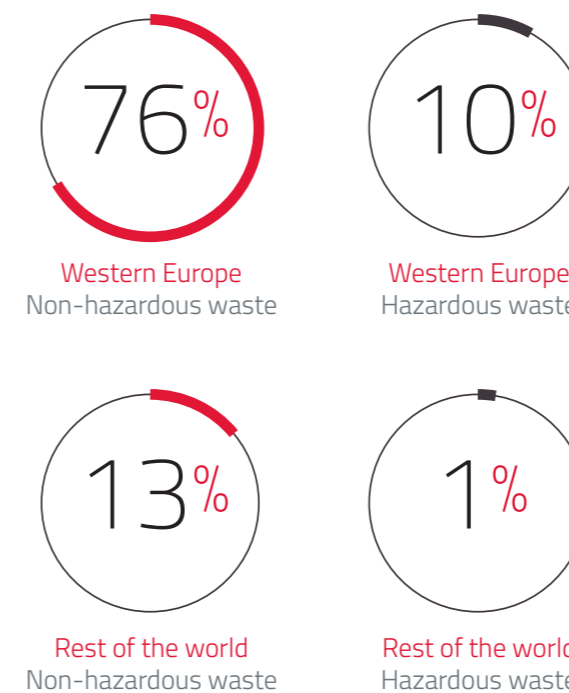 76%
Western Europe
Non-hazardous waste
10%
Western Europe
Hazardous waste
13%
Rest of the world
Non-hazardous waste
1%
Rest of the world
Hazardous waste